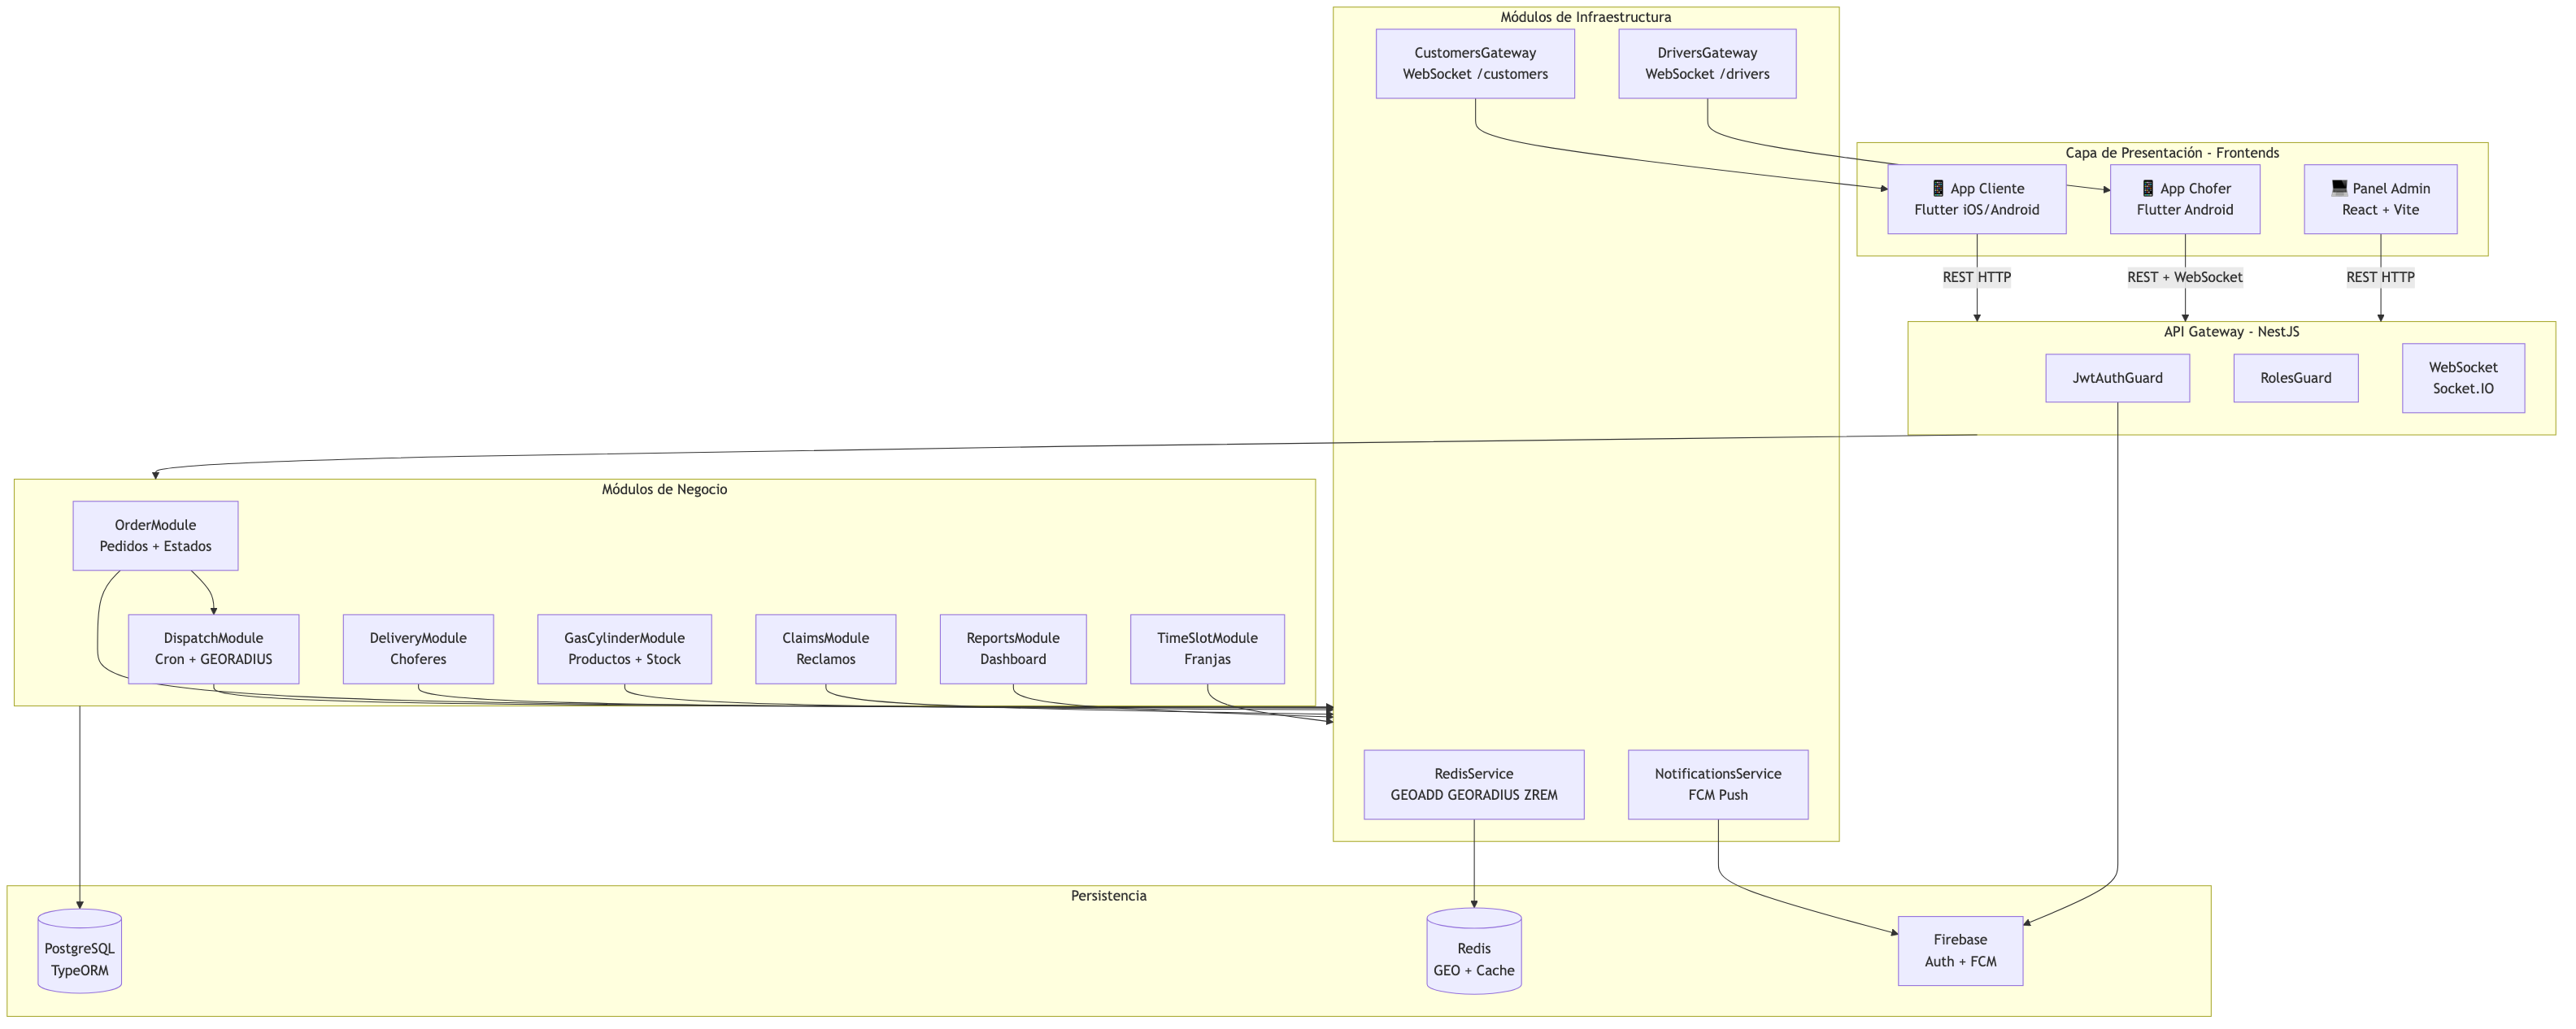 Módulos de Infraestructura
CustomersGateway
WebSocket /customers
DriversGateway
WebSocket /drivers
Capa de Presentación - Frontends
📱 App Cliente
Flutter iOS/Android
📱 App Chofer
Flutter Android
💻 Panel Admin
React + Vite
REST HTTP
REST + WebSocket
REST HTTP
API Gateway - NestJS
JwtAuthGuard
RolesGuard
WebSocket
Socket.IO
Módulos de Negocio
OrderModule
Pedidos + Estados
DispatchModule
Cron + GEORADIUS
DeliveryModule
Choferes
GasCylinderModule
Productos + Stock
ClaimsModule
Reclamos
ReportsModule
Dashboard
TimeSlotModule
Franjas
RedisService
GEOADD GEORADIUS ZREM
NotificationsService
FCM Push
Persistencia
PostgreSQL
TypeORM
Redis
GEO + Cache
Firebase
Auth + FCM